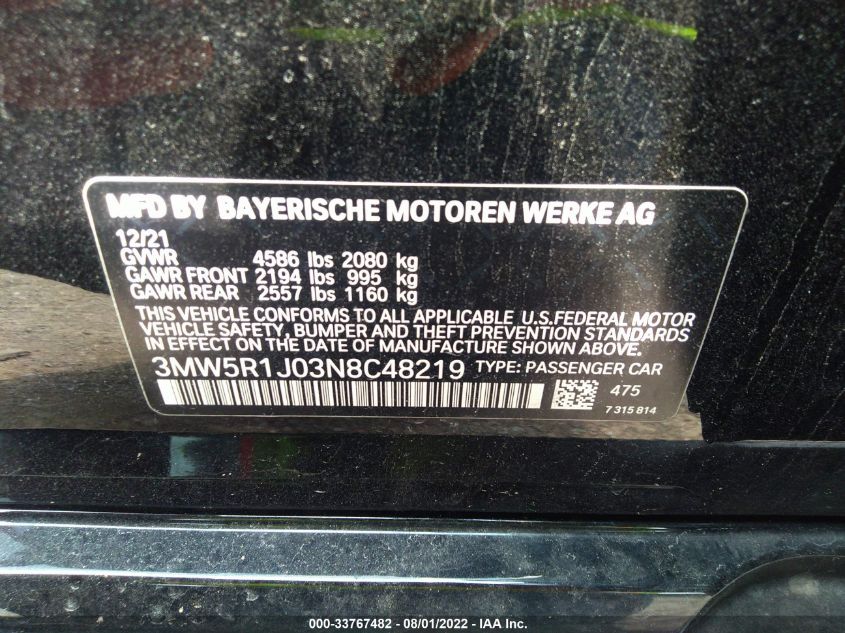 MFD BY BAYERISCHE MOTOREN WERKE AG
12/21
GVWR 4586 lbs 2080 kg
GAWR FRONT 2194 lbs 995 kg
GAWR REAR 2557 lbs 1160 kg
THIS VEHICLE CONFORMS TO ALL APPLICABLE U.S.FEDERAL MOTOR
VEHICLE SAFETY, BUMPER AND THEFT PREVENTION STANDARDS
IN EFFECT ON THE DATE OF MANUFACTURE SHOWN ABOVE.
3MW5R1J03N8C48219 TYPE: PASSENGER CAR
475
7 315 814
000-33767482 - 08/01/2022 - IAA Inc.